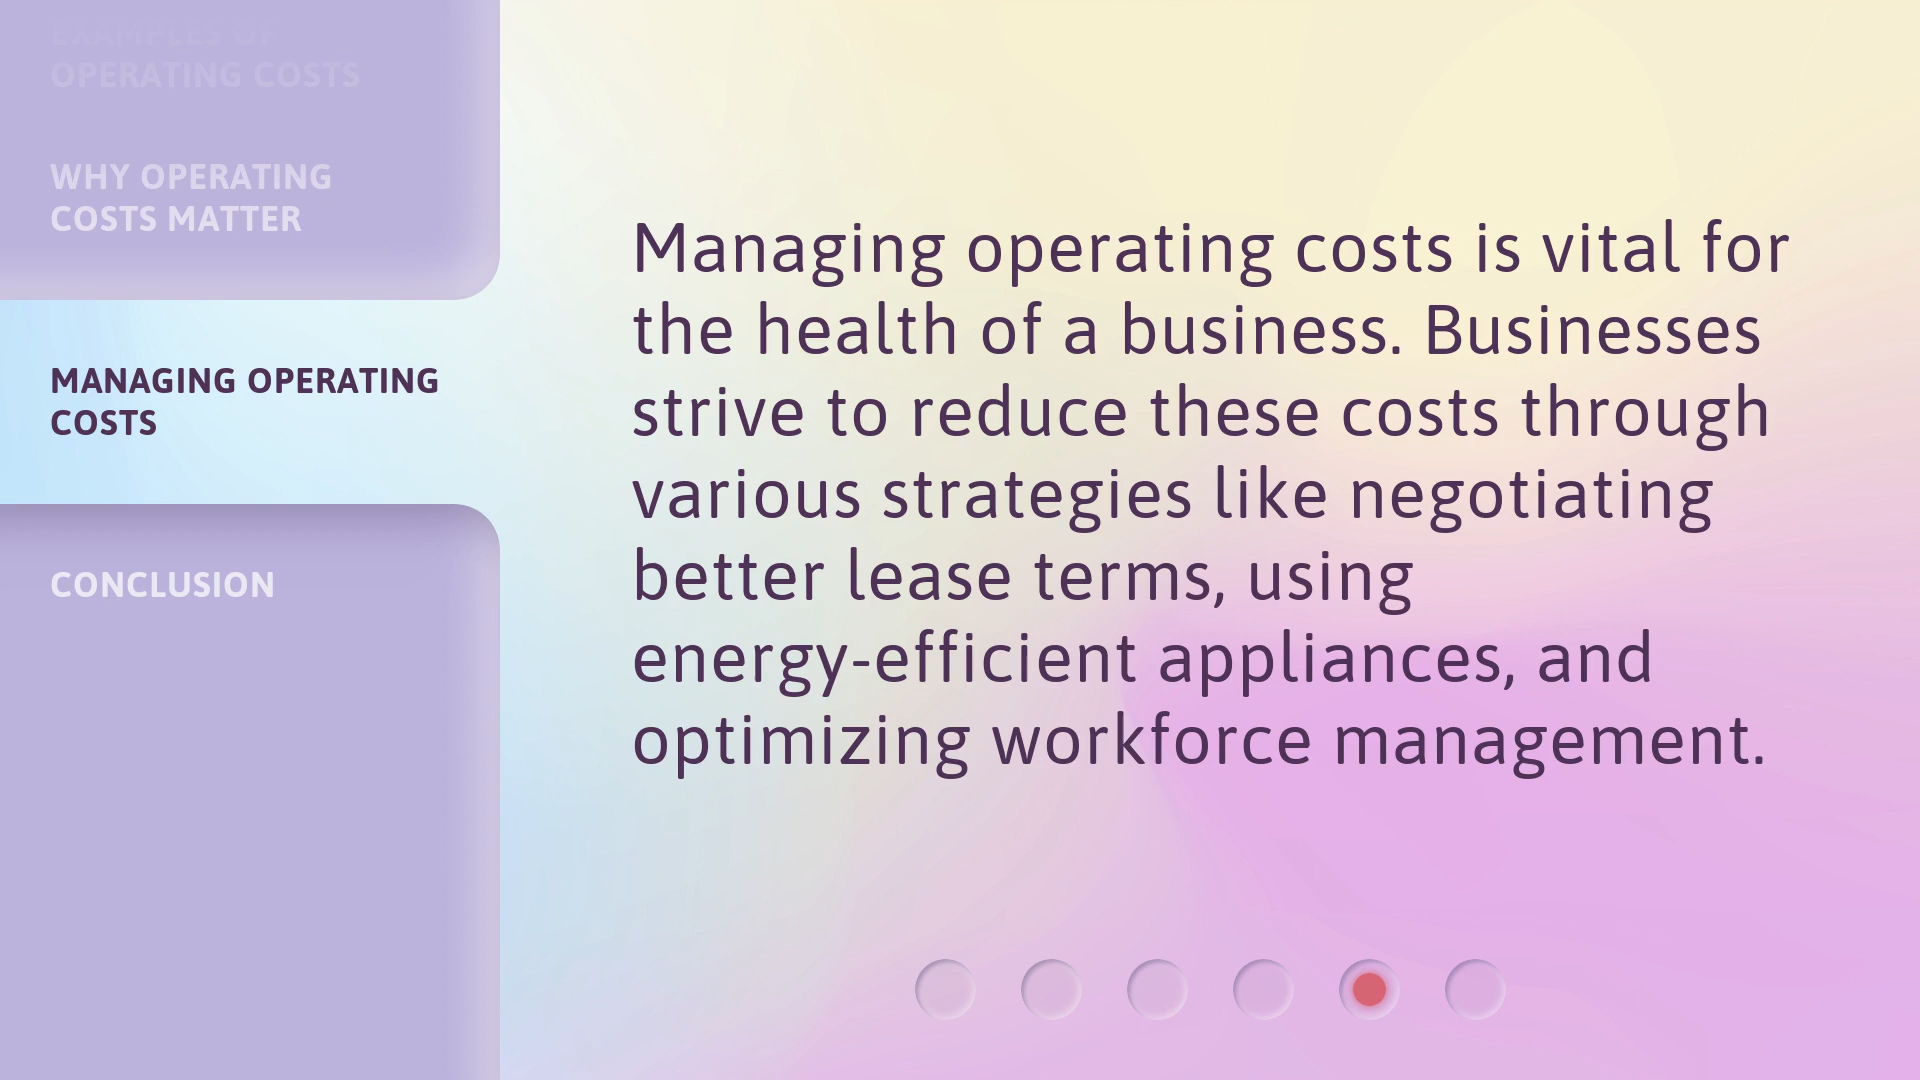 EXAMPLES OF
OPERATING COSTS
WHY OPERATING
COSTS MATTER
MANAGING OPERATING
COSTS
CONCLUSION
Managing operating costs is vital for
the health of a business. Businesses
strive to reduce these costs through
various strategies like negotiating
better lease terms, using
energy-efficient appliances, and
optimizing workforce management.